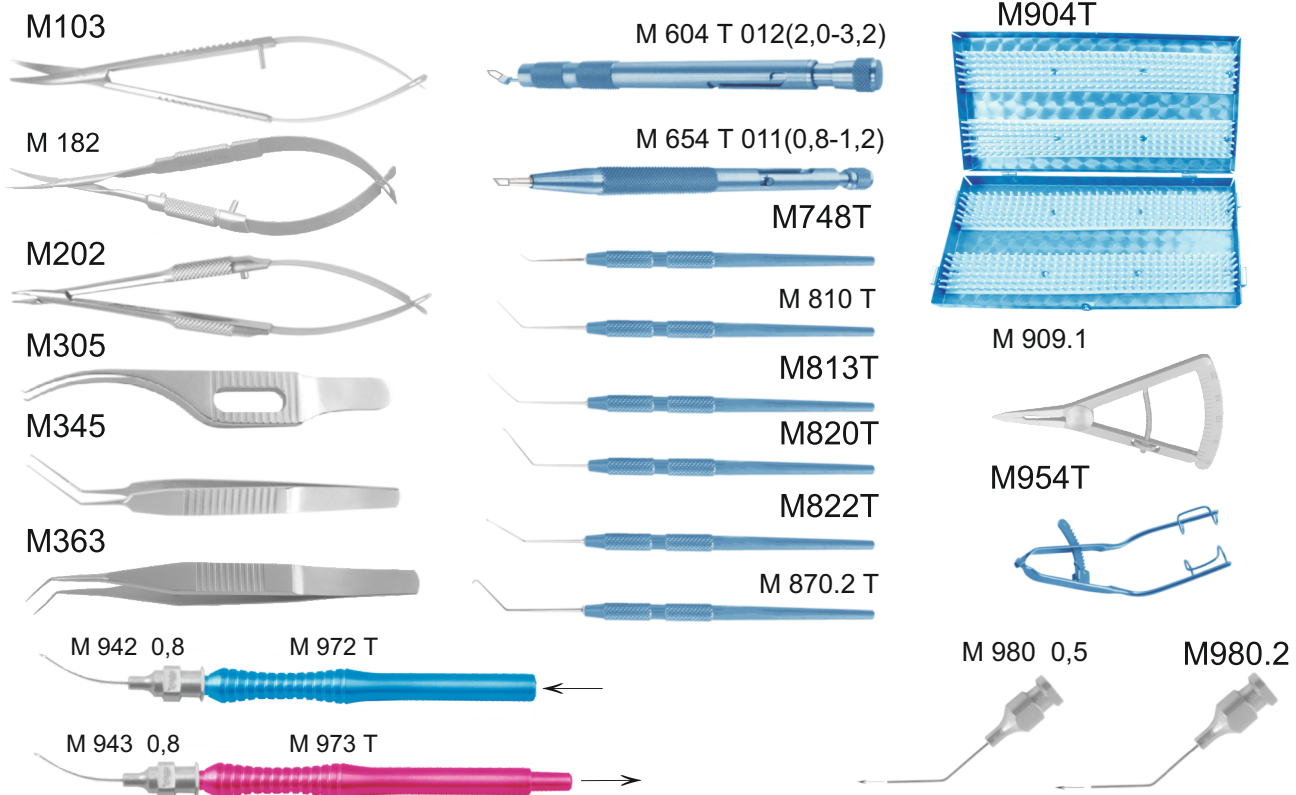 M103
M 182
M202
M305
M345
M363
M 942 0,8
M 972 T
M 943 0,8
M 973 T
M 604 T 012(2,0-3,2)
M 654 T 011(0,8-1,2)
M748T
M 810 T
M813T
M820T
M822T
M 870.2 T
M904T
M 909.1
M954T
M 980 0,5
M980.2